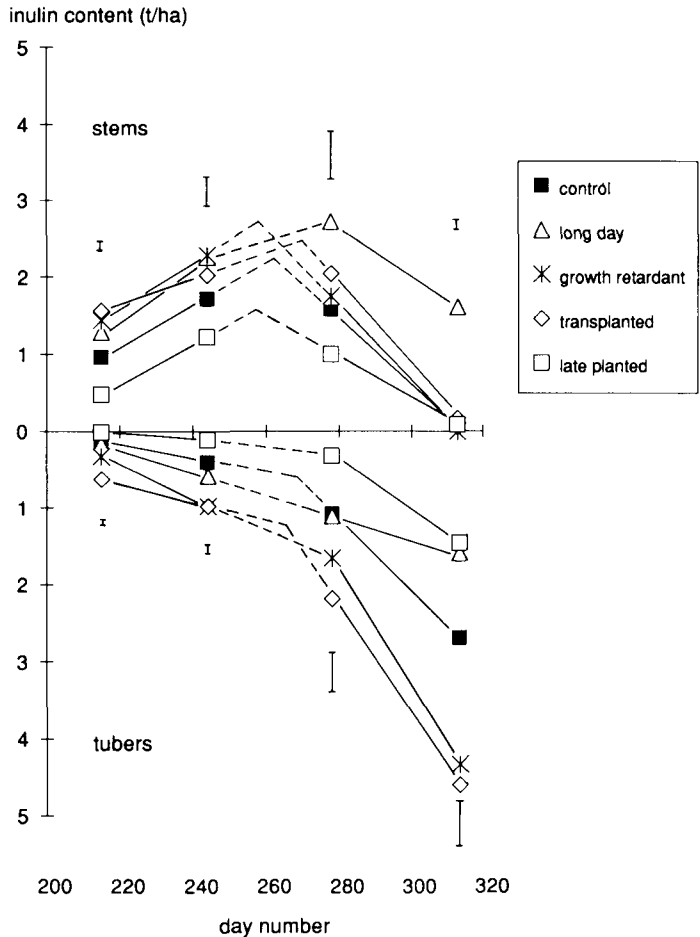 inulin content (t/ha)
5
4
stems
3
2
1
0
1
2
3
4
tubers
5
200 220 240 260 280 300 320
day number
control
long day
growth retardant
transplanted
late planted